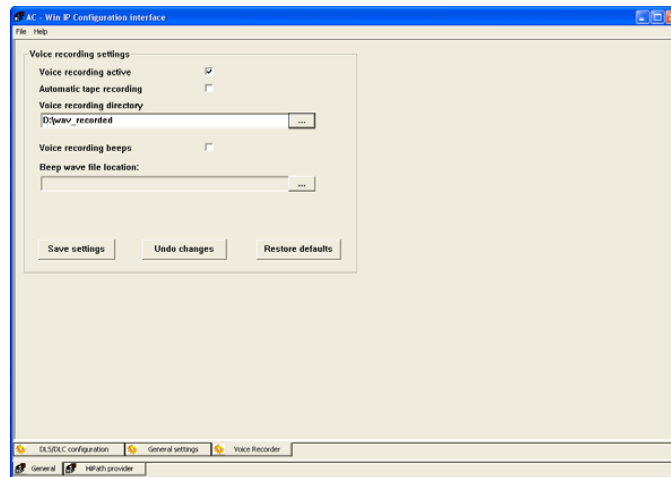 AC - Win IP Configuration interface
File Help
Voice recording settings
Voice recording active
Automatic tape recording
Voice recording directory
D:\wav_recorded ...
Voice recording beeps
Beep wave file location:
...
Save settings Undo changes Restore defaults
DLS/DLC configuration General settings Voice Recorder
General HiPath provider